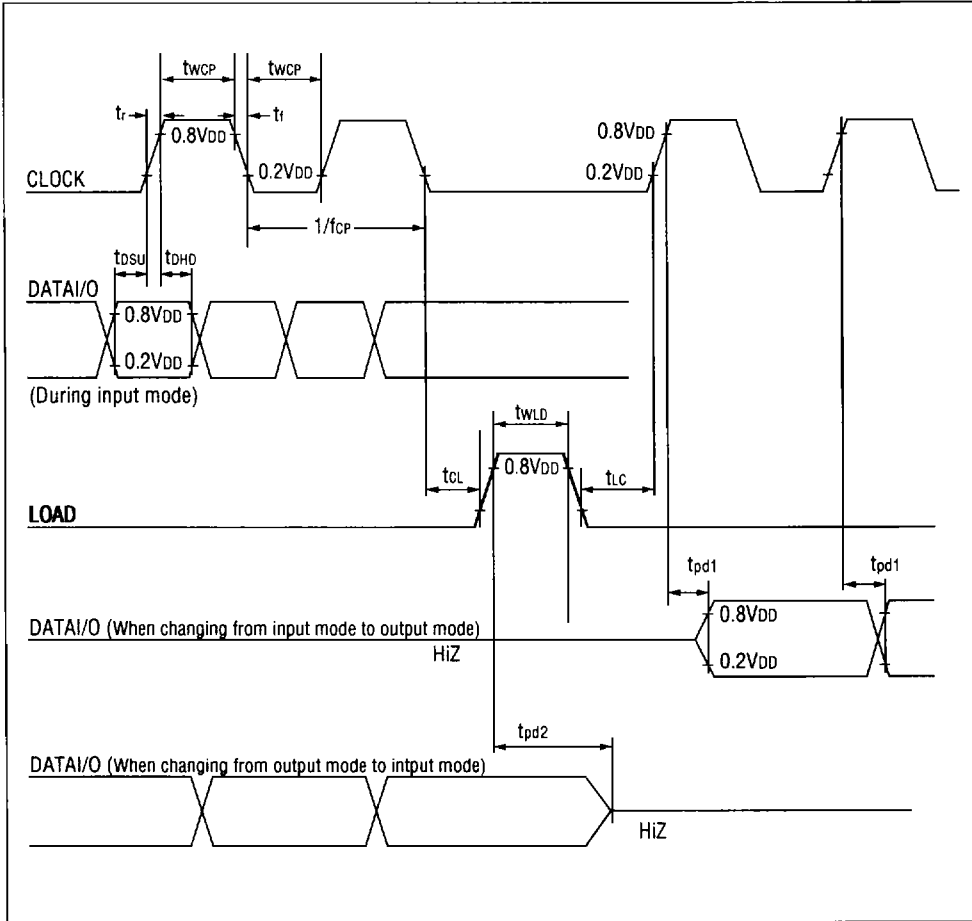 tWCP tWCP
tr tf
0.8VDD 0.8VDD
CLOCK 0.2VDD 0.2VDD
1/fCP
tDSU tDHD
DATAI/O
0.8VDD
0.2VDD
(During input mode)
tWLD
tCL 0.8VDD tLC
LOAD
tpd1 tpd1
DATAI/O (When changing from input mode to output mode) 0.8VDD
HiZ 0.2VDD
tpd2
DATAI/O (When changing from output mode to intput mode)
HiZ